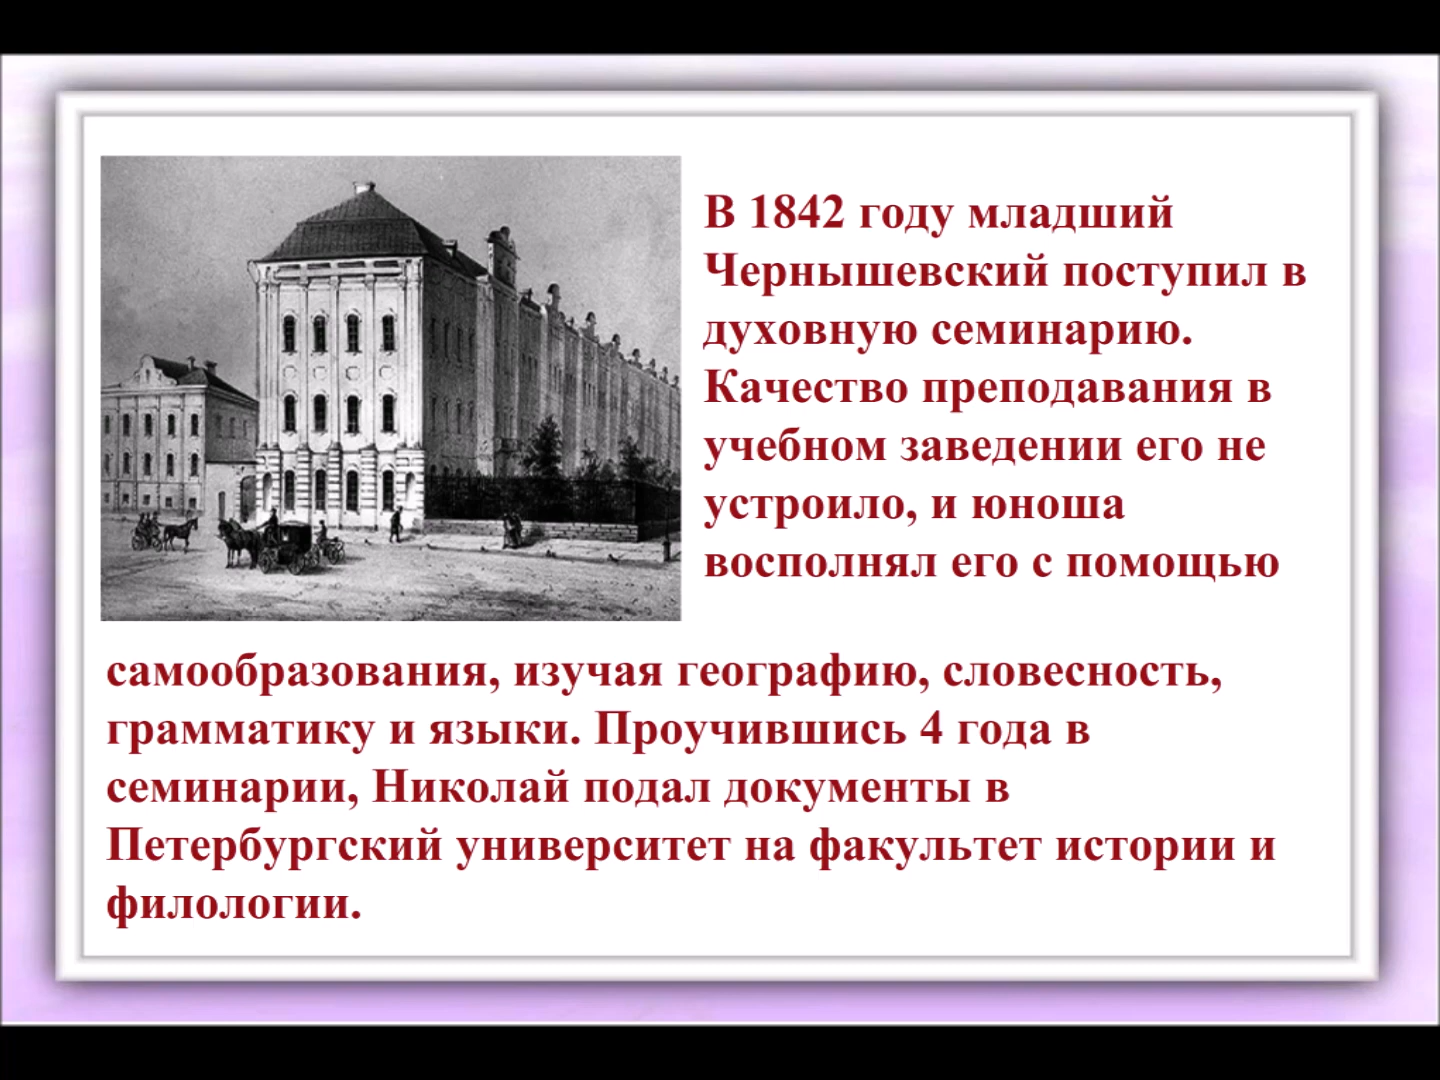 В 1842 году младший
Чернышевский поступил в
духовную семинарию.
Качество преподавания в
учебном заведении его не
устроило, и юноша
восполнял его с помощью
самообразования, изучая географию, словесность,
грамматику и языки. Проучившись 4 года в
семинарии, Николай подал документы в
Петербургский университет на факультет истории и
филологии.